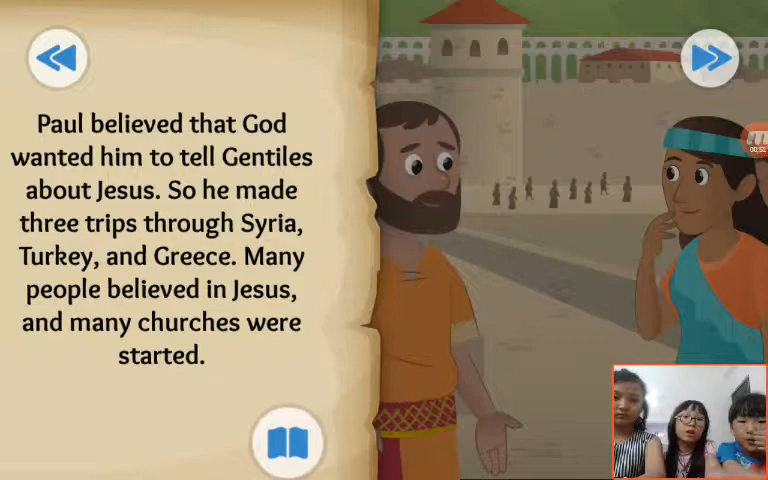 Paul believed that God
wanted him to tell Gentiles
about Jesus. So he made
three trips through Syria,
Turkey, and Greece. Many
people believed in Jesus,
and many churches were
started.